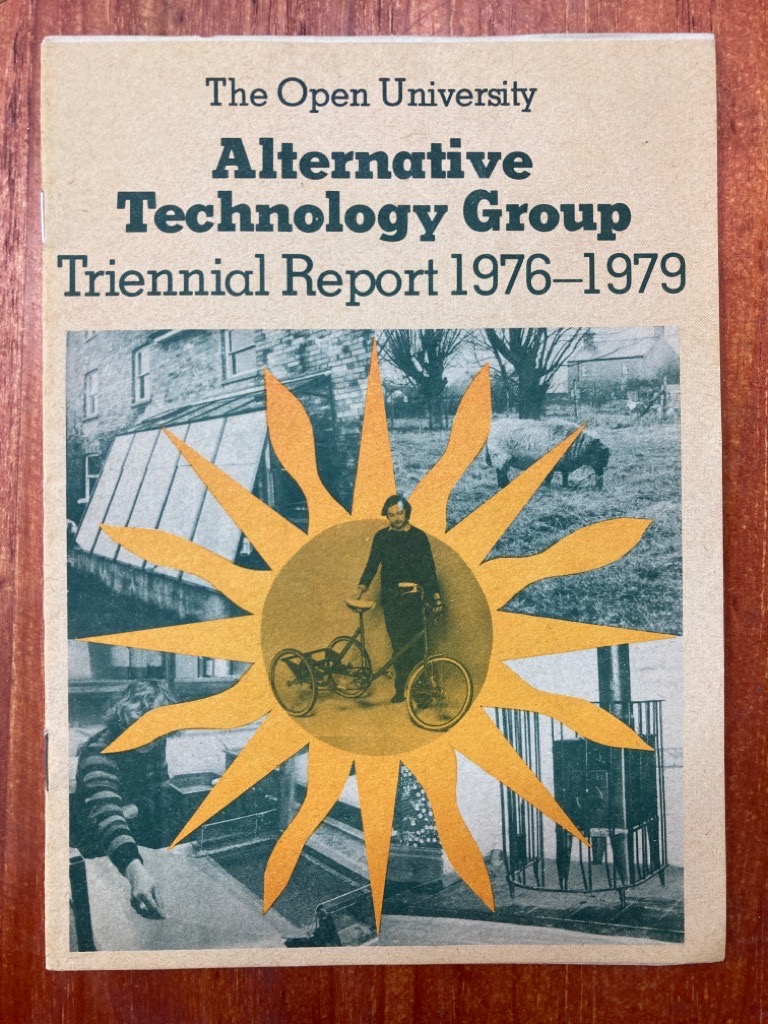 The Open University
Alternative
Technology Group
Triennial Report 1976–1979